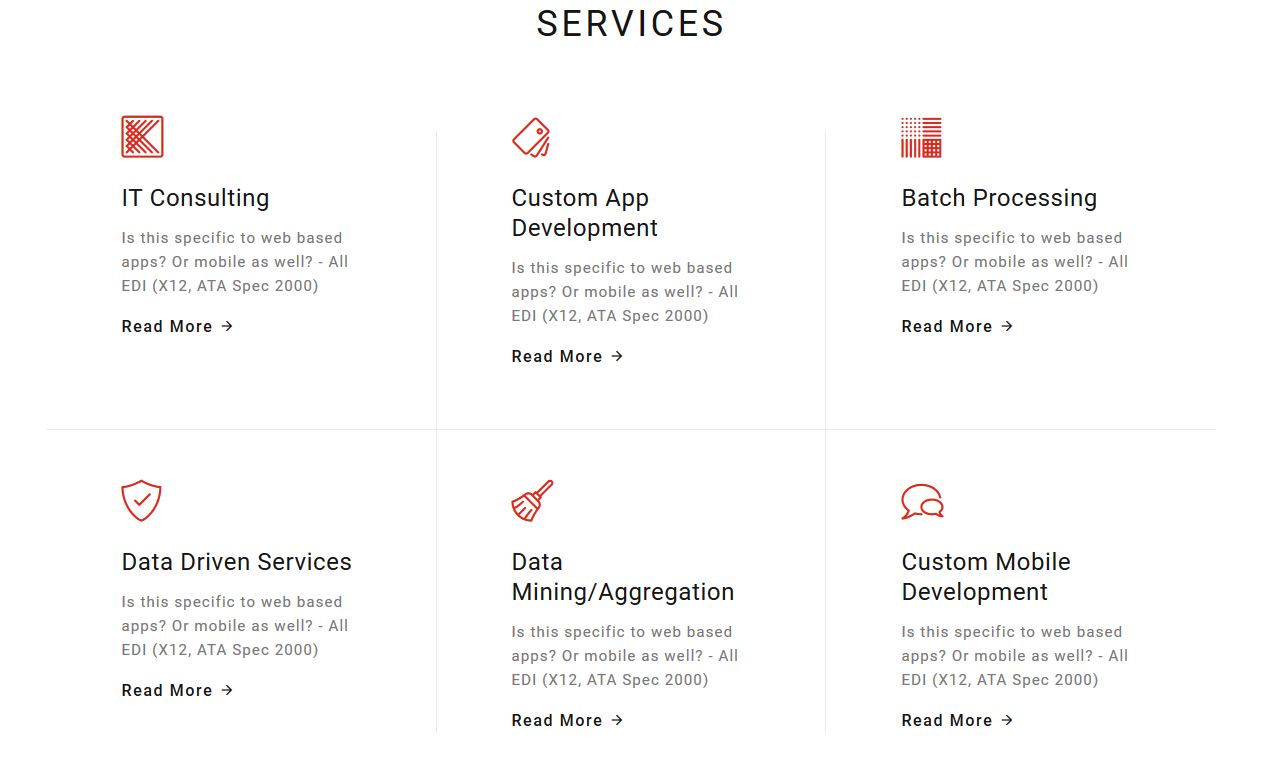 SERVICES
IT Consulting
Is this specific to web based
apps? Or mobile as well? - All
EDI (X12, ATA Spec 2000)
Read More →
Custom App
Development
Is this specific to web based
apps? Or mobile as well? - All
EDI (X12, ATA Spec 2000)
Read More →
Batch Processing
Is this specific to web based
apps? Or mobile as well? - All
EDI (X12, ATA Spec 2000)
Read More →
Data Driven Services
Is this specific to web based
apps? Or mobile as well? - All
EDI (X12, ATA Spec 2000)
Read More →
Data
Mining/Aggregation
Is this specific to web based
apps? Or mobile as well? - All
EDI (X12, ATA Spec 2000)
Read More →
Custom Mobile
Development
Is this specific to web based
apps? Or mobile as well? - All
EDI (X12, ATA Spec 2000)
Read More →